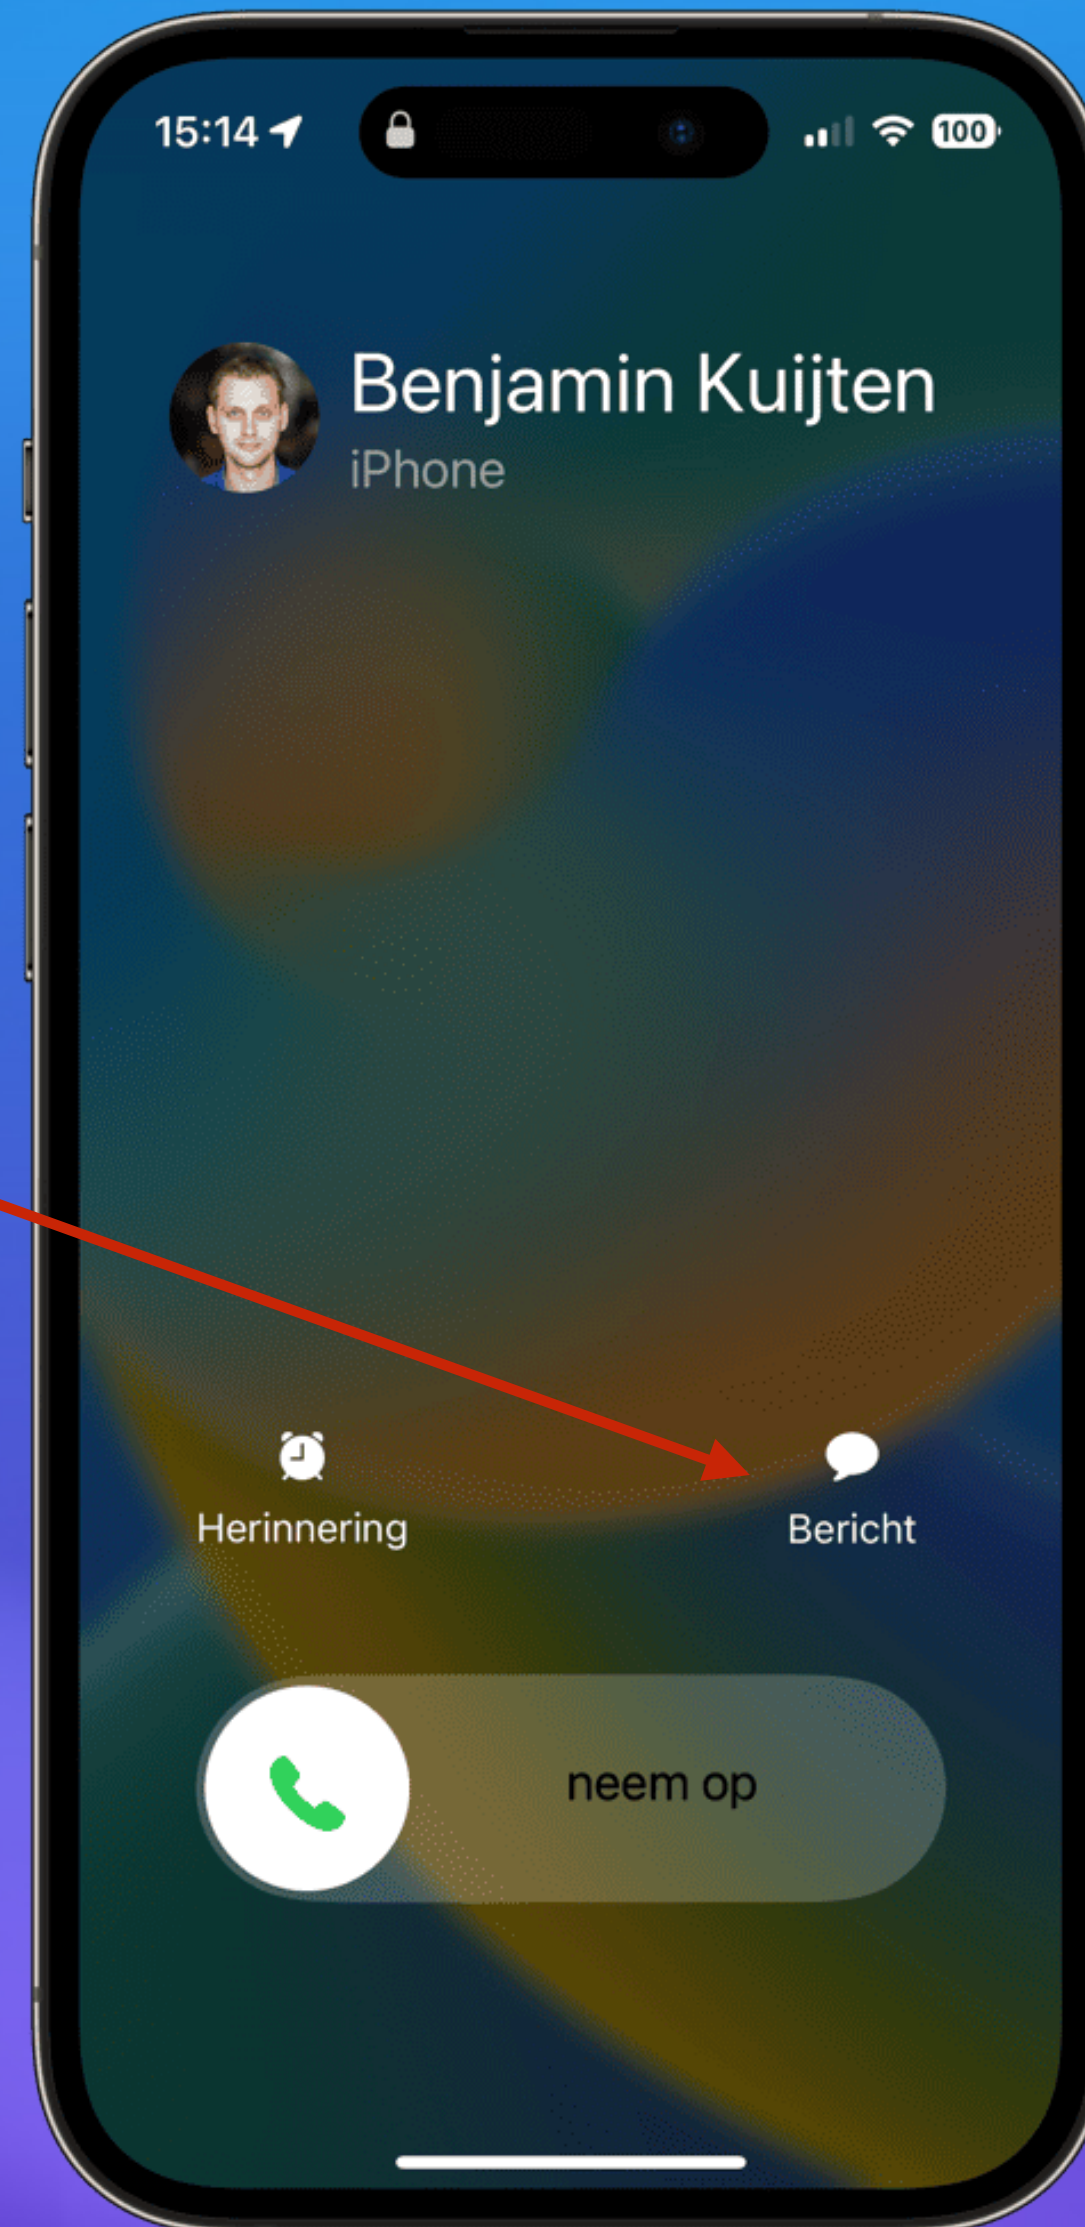 15:14
100
Benjamin Kuijten
iPhone
Herinnering
Bericht
neem op